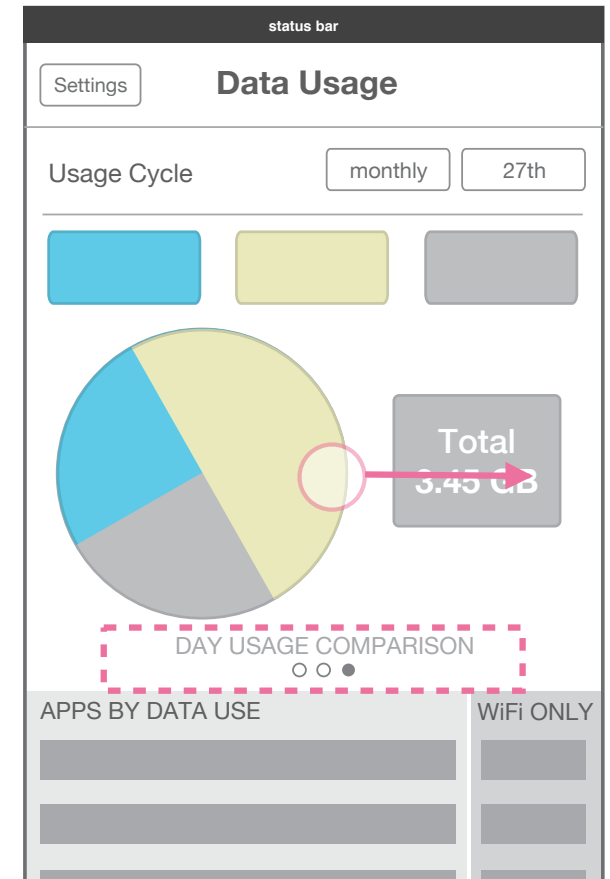 status bar
Settings
Data Usage
Usage Cycle
monthly
27th
Total
3.45 GB
DAY USAGE COMPARISON
APPS BY DATA USE
WiFi ONLY